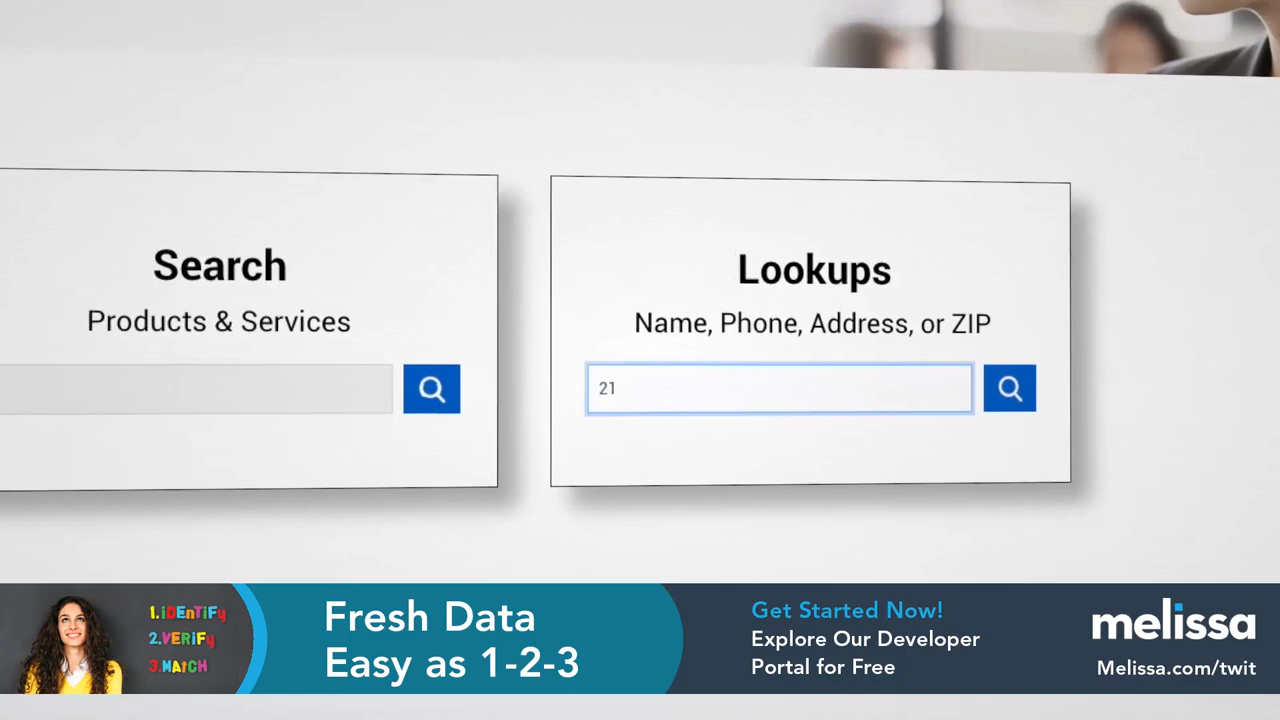 Search
Products & Services
Lookups
Name, Phone, Address, or ZIP
21
1.iDEnTiFy
2.VERiFy
3.MAtCH
Fresh Data
Easy as 1-2-3
Get Started Now!
Explore Our Developer
Portal for Free
melissa
Melissa.com/twit